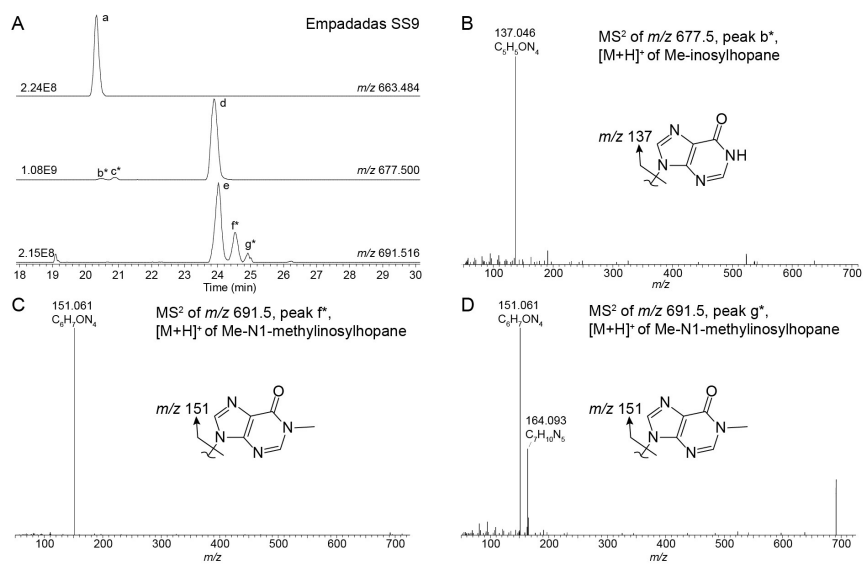 A
Empadadas SS9
a
2.24E8
m/z 663.484
d
1.08E9
b* c*
m/z 677.500
e
f*
g*
2.15E8
m/z 691.516
18 19 20 21 22 23 24 25 26 27 28 29 30
Time (min)
B
137.046
C5H5ON4
MS2 of m/z 677.5, peak b*,
[M+H]+ of Me-inosylhopane
m/z 137
O
N
NH
N
N
100 200 300 400 500 600 700
m/z
C
151.061
C6H7ON4
MS2 of m/z 691.5, peak f*,
[M+H]+ of Me-N1-methylinosylhopane
m/z 151
O
N
N
N
N
100 200 300 400 500 600 700
m/z
D
151.061
C6H7ON4
MS2 of m/z 691.5, peak g*,
[M+H]+ of Me-N1-methylinosylhopane
164.093
C7H10N5
m/z 151
O
N
N
N
N
100 200 300 400 500 600 700
m/z